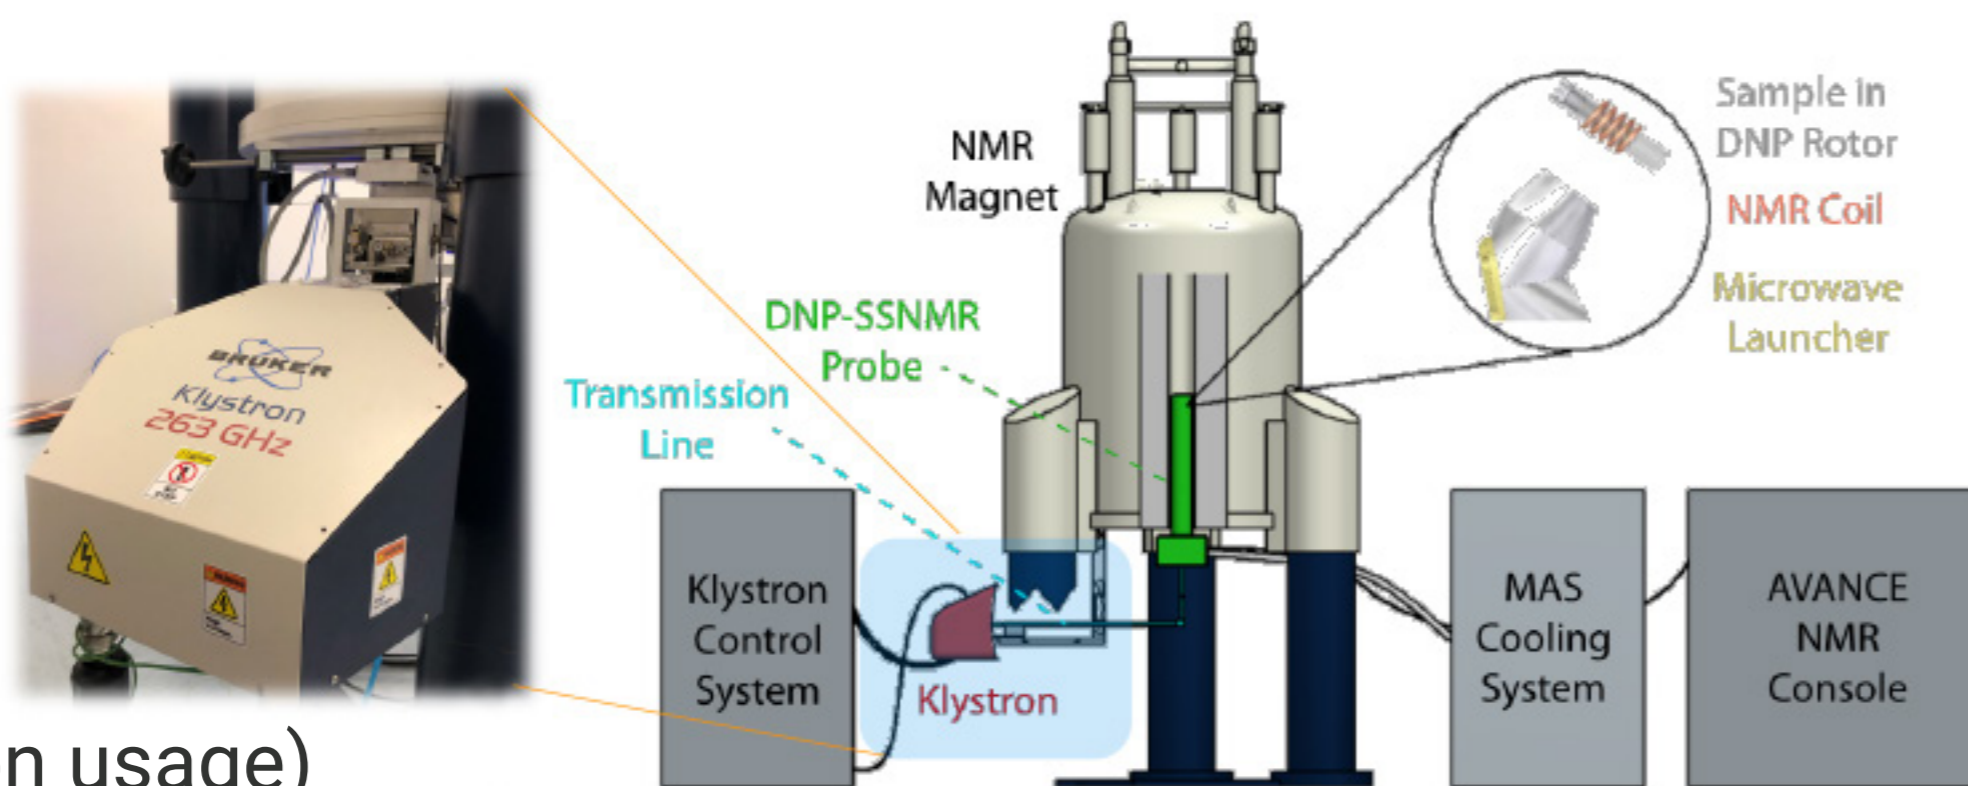 BRUKER
Klystron
263 GHz
NMR
Magnet
DNP-SSNMR
Probe
Transmission
Line
Sample in
DNP Rotor
NMR Coil
Microwave
Launcher
Klystron
Control
System
Klystron
MAS
Cooling
System
AVANCE
NMR
Console
n usage)